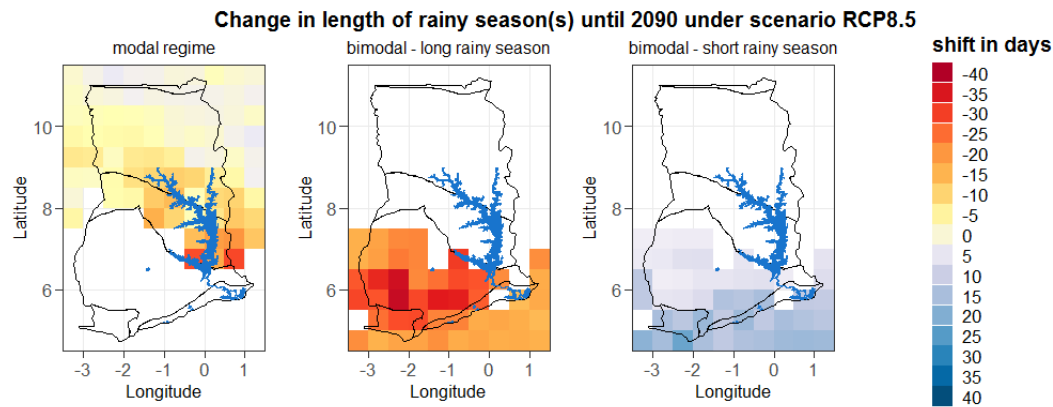 Change in length of rainy season(s) until 2090 under scenario RCP8.5
modal regime
bimodal - long rainy season
bimodal - short rainy season
shift in days
Latitude
10
8
6
-3 -2 -1 0 1
Longitude
Latitude
10
8
6
-3 -2 -1 0 1
Longitude
Latitude
10
8
6
-3 -2 -1 0 1
Longitude
-40
-35
-30
-25
-20
-15
-10
-5
0
5
10
15
20
25
30
35
40